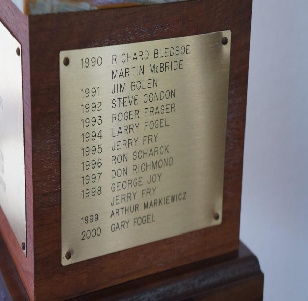 1990 RICHARD BLEDSOE
MARTIN McBRIDE
1991 JIM BOLEN
1992 STEVE CONDON
1993 ROGER FRASER
1994 LARRY FOGEL
1995 JERRY FRY
1996 RON SCHARCK
1997 DON RICHMOND
1998 GEORGE JOY
JERRY FRY
1999 ARTHUR MARKIEWICZ
2000 GARY FOGEL